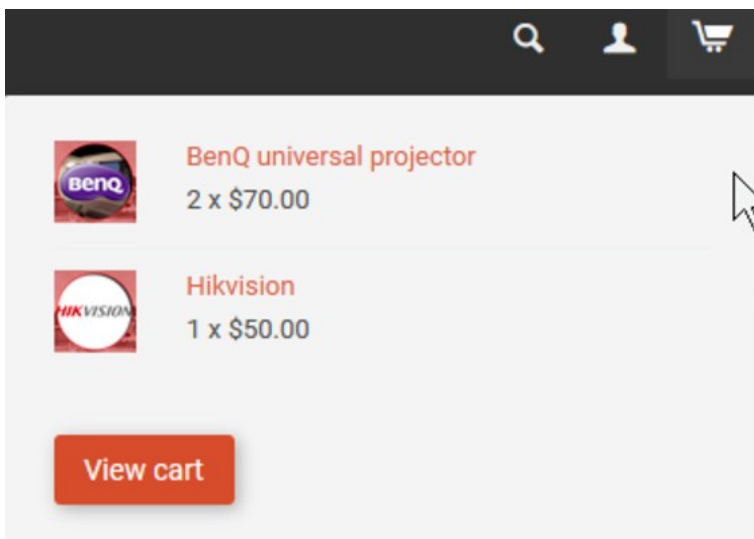 BenQ
BenQ universal projector
2 x $70.00
HIKVISION
Hikvision
1 x $50.00
View cart